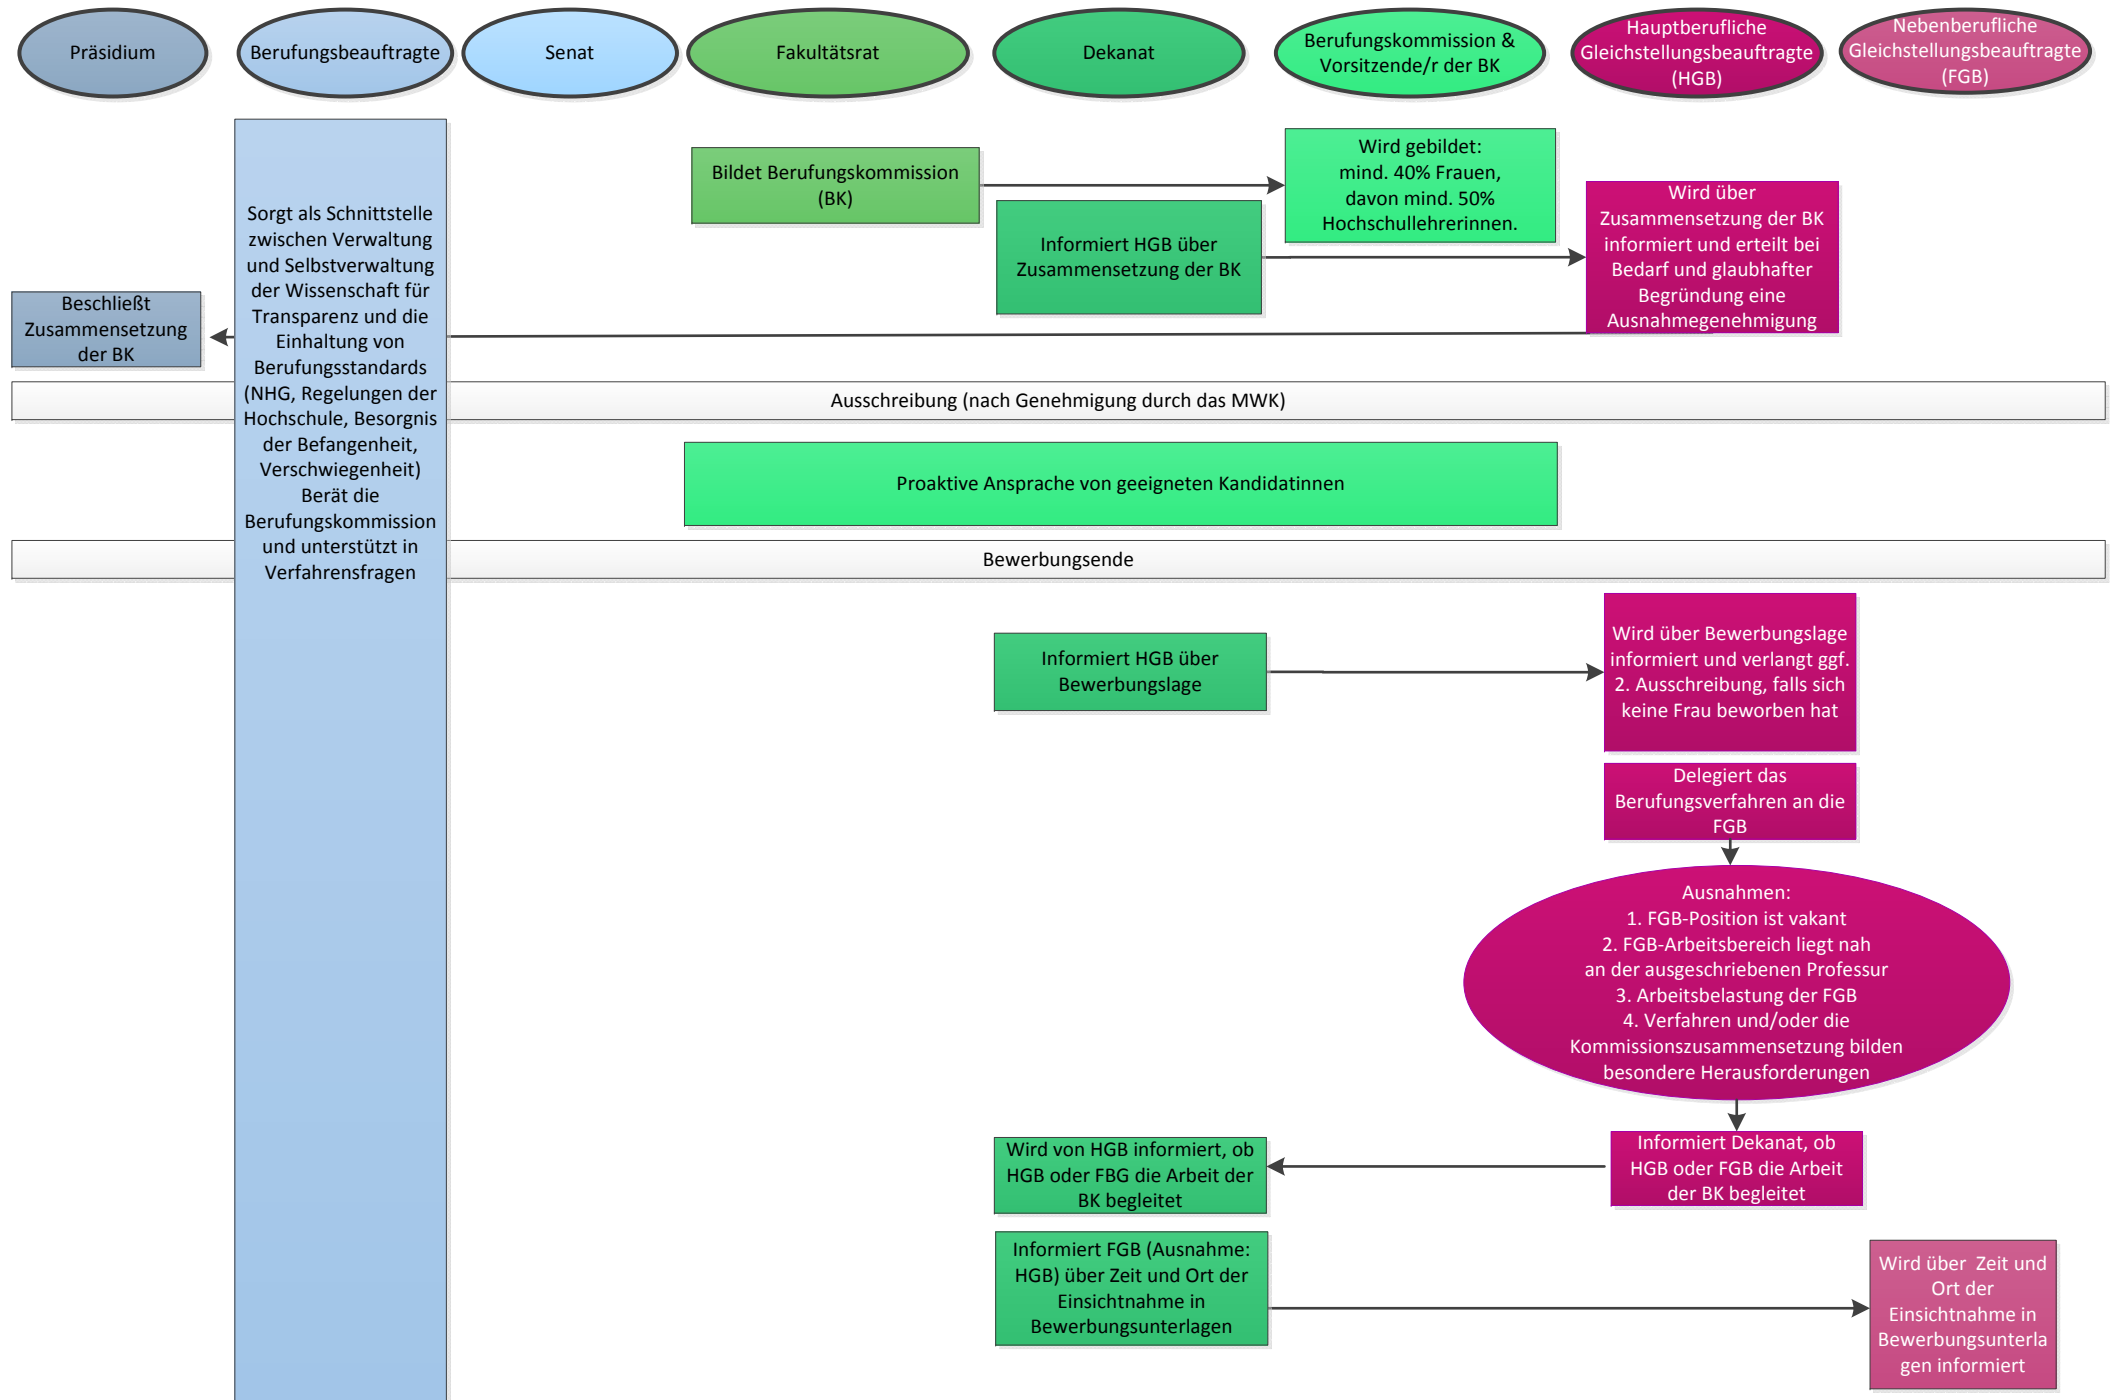 Präsidium
Berufungsbeauftragte
Senat
Fakultätsrat
Dekanat
Berufungskommission &
Vorsitzende/r der BK
Hauptberufliche
Gleichstellungsbeauftragte
(HGB)
Nebenberufliche
Gleichstellungsbeauftragte
(FGB)
Sorgt als Schnittstelle
zwischen Verwaltung
und Selbstverwaltung
der Wissenschaft für
Transparenz und die
Einhaltung von
Berufungsstandards
(NHG, Regelungen der
Hochschule, Besorgnis
der Befangenheit,
Verschwiegenheit)
Berät die
Berufungskommission
und unterstützt in
Verfahrensfragen
Bildet Berufungskommission
(BK)
Wird gebildet:
mind. 40% Frauen,
davon mind. 50%
Hochschullehrerinnen.
Informiert HGB über
Zusammensetzung der BK
Wird über
Zusammensetzung der BK
informiert und erteilt bei
Bedarf und glaubhafter
Begründung eine
Ausnahmegenehmigung
Beschließt
Zusammensetzung
der BK
Ausschreibung (nach Genehmigung durch das MWK)
Proaktive Ansprache von geeigneten Kandidatinnen
Bewerbungsende
Informiert HGB über
Bewerbungslage
Wird über Bewerbungslage
informiert und verlangt ggf.
2. Ausschreibung, falls sich
keine Frau beworben hat
Delegiert das
Berufungsverfahren an die
FGB
Ausnahmen:
1. FGB-Position ist vakant
2. FGB-Arbeitsbereich liegt nah
an der ausgeschriebenen Professur
3. Arbeitsbelastung der FGB
4. Verfahren und/oder die
Kommissionszusammensetzung bilden
besondere Herausforderungen
Wird von HGB informiert, ob
HGB oder FBG die Arbeit der
BK begleitet
Informiert Dekanat, ob
HGB oder FGB die Arbeit
der BK begleitet
Informiert FGB (Ausnahme:
HGB) über Zeit und Ort der
Einsichtnahme in
Bewerbungsunterlagen
Wird über Zeit und
Ort der
Einsichtnahme in
Bewerbungsunterla
gen informiert